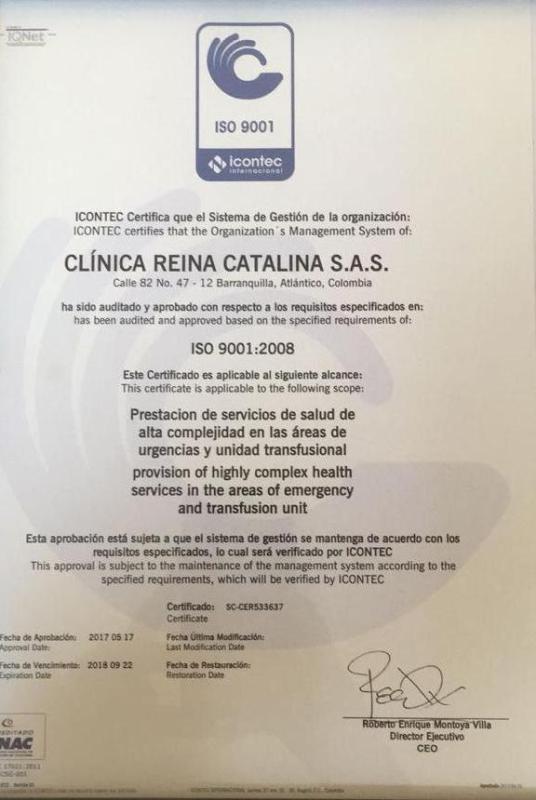 IQNet
ISO 9001
icontec
internacional
ICONTEC Certifica que el Sistema de Gestión de la organización:
ICONTEC certifies that the Organization´s Management System of:
CLÍNICA REINA CATALINA S.A.S.
Calle 82 No. 47 - 12 Barranquilla, Atlántico, Colombia
ha sido auditado y aprobado con respecto a los requisitos especificados en:
has been audited and approved based on the specified requirements of:
ISO 9001:2008
Este Certificado es aplicable al siguiente alcance:
This certificate is applicable to the following scope:
Prestacion de servicios de salud de
alta complejidad en las áreas de
urgencias y unidad transfusional
provision of highly complex health
services in the areas of emergency
and transfusion unit
Esta aprobación está sujeta a que el sistema de gestión se mantenga de acuerdo con los
requisitos especificados, lo cual será verificado por ICONTEC
This approval is subject to the maintenance of the management system according to the
specified requirements, which will be verified by ICONTEC
Certificado: SC-CER533637
Certificate
Fecha de Aprobación: 2017 05 17 Fecha Última Modificación:
Approval Date: Last Modification Date
Fecha de Vencimiento: 2018 09 22 Fecha de Restauración:
Expiration Date Restoration Date
Roberto Enrique Montoya Villa
Director Ejecutivo
CEO